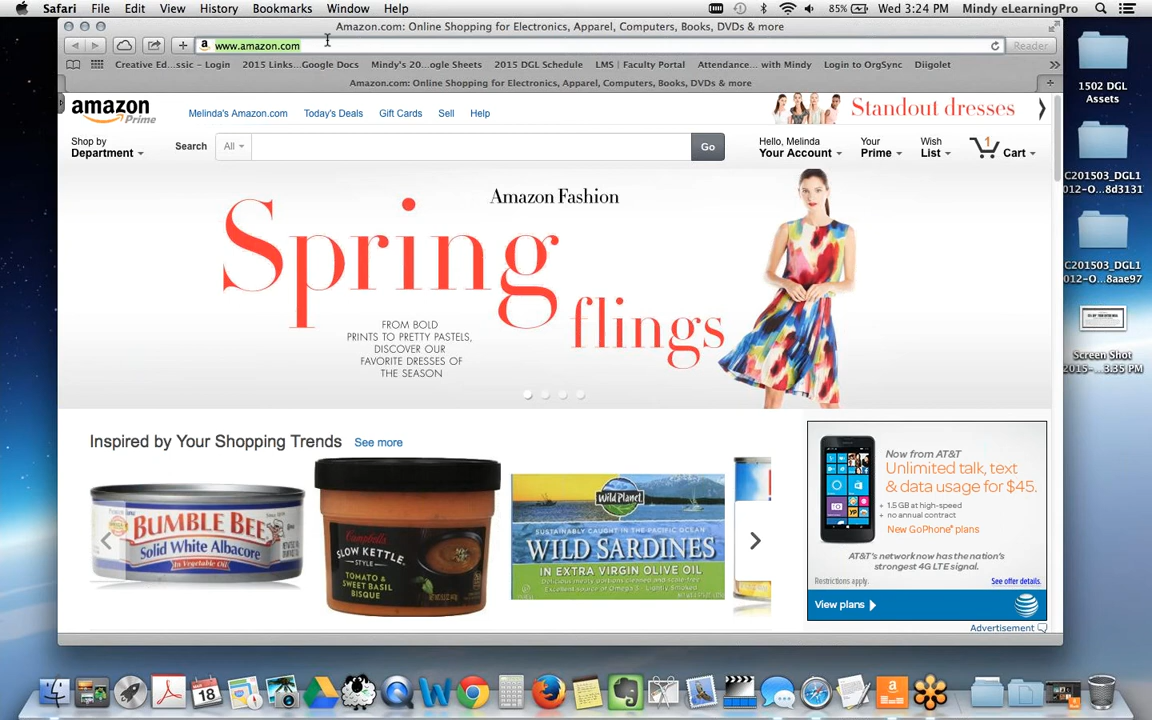 Safari File Edit View History Bookmarks Window Help 85% Wed 3:24 PM Mindy eLearningPro
Amazon.com: Online Shopping for Electronics, Apparel, Computers, Books, DVDs & more
a www.amazon.com Reader
Creative Ed...ssic - Login 2015 Links...Google Docs Mindy's 20...ogle Sheets 2015 DGL Schedule LMS | Faculty Portal Attendance... with Mindy Login to OrgSync Diigolet
Amazon.com: Online Shopping for Electronics, Apparel, Computers, Books, DVDs & more
amazon
Prime
Melinda's Amazon.com Today's Deals Gift Cards Sell Help
Standout dresses
Shop by
Department
Search All Go
Hello, Melinda
Your Account
Your
Prime
Wish
List
1
Cart
Amazon Fashion
Spring
flings
FROM BOLD
PRINTS TO PRETTY PASTELS,
DISCOVER OUR
FAVORITE DRESSES OF
THE SEASON
Inspired by Your Shopping Trends See more
BUMBLE BEE
Solid White Albacore
in Vegetable Oil
Campbell's
SLOW KETTLE
STYLE
TOMATO &
SWEET BASIL
BISQUE
Wild Planet
SUSTAINABLY CAUGHT IN THE PACIFIC OCEAN
WILD SARDINES
IN EXTRA VIRGIN OLIVE OIL
Now from AT&T
Unlimited talk, text
& data usage for $45.
+ 1.5 GB at high-speed
+ no annual contract
New GoPhone® plans
AT&T's network now has the nation's
strongest 4G LTE signal.
Restrictions apply. See offer details.
View plans
Advertisement
1502 DGL
Assets
C201503_DGL1
012-O...8d3131
C201503_DGL1
012-O...8aae97
Screen Shot
2015-...3.35 PM
MAR
18